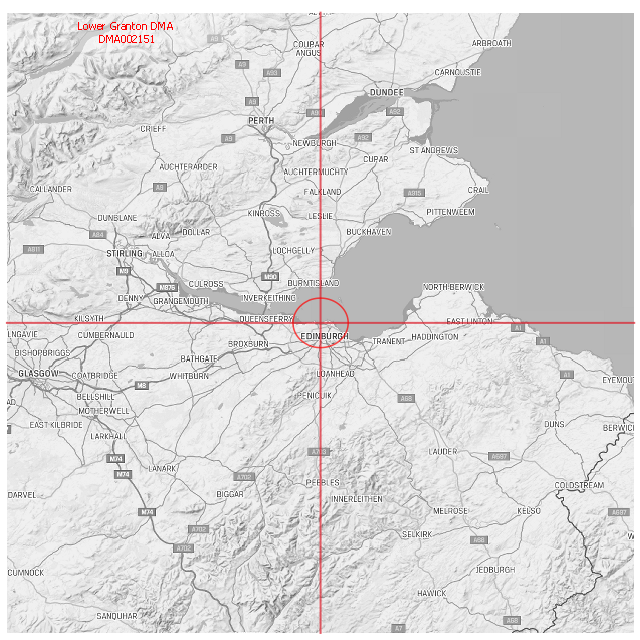 Lower Granton DMA
DMA002151
COUPAR
ANGUS
ARBROATH
A9
A9
A93
CARNOUSTIE
DUNDEE
A9
A92
PERTH
CRIEFF
A9
NEWBURGH
A92
ST ANDREWS
CUPAR
AUCHTERARDER
AUCHTERMUCHTY
A9
FALKLAND
A915
CRAIL
CALLANDER
KINROSS
LESLIE
PITTENWEEM
DUNBLANE
A84
ALVA
DOLLAR
BUCKHAVEN
A811
STIRLING
ALLOA
LOCHGELLY
M9
M90
M876
CULROSS
BURNTISLAND
NORTH BERWICK
DENNY
GRANGEMOUTH
INVERKEITHING
KILSYTH
QUEENSFERRY
EAST LINTON
A1
LNGAVIE
CUMBERNAULD
EDINBURGH
TRANENT
HADDINGTON
A1
BISHOPBRIGGS
BATHGATE
BROXBURN
GLASGOW
COATBRIDGE
M8
WHITBURN
LOANHEAD
A1
EYEMOU
BELLSHILL
PENICUIK
A68
AD
MOTHERWELL
EAST KILBRIDE
DUNS
BERWICK
LARKHALL
M74
A703
LAUDER
A697
LANARK
M74
A702
PEEBLES
COLDSTREAM
DARVEL
BIGGAR
INNERLEITHEN
M74
MELROSE
KELSO
A697
A702
SELKIRK
A68
A702
CUMNOCK
JEDBURGH
HAWICK
SANQUHAR
A7
A68